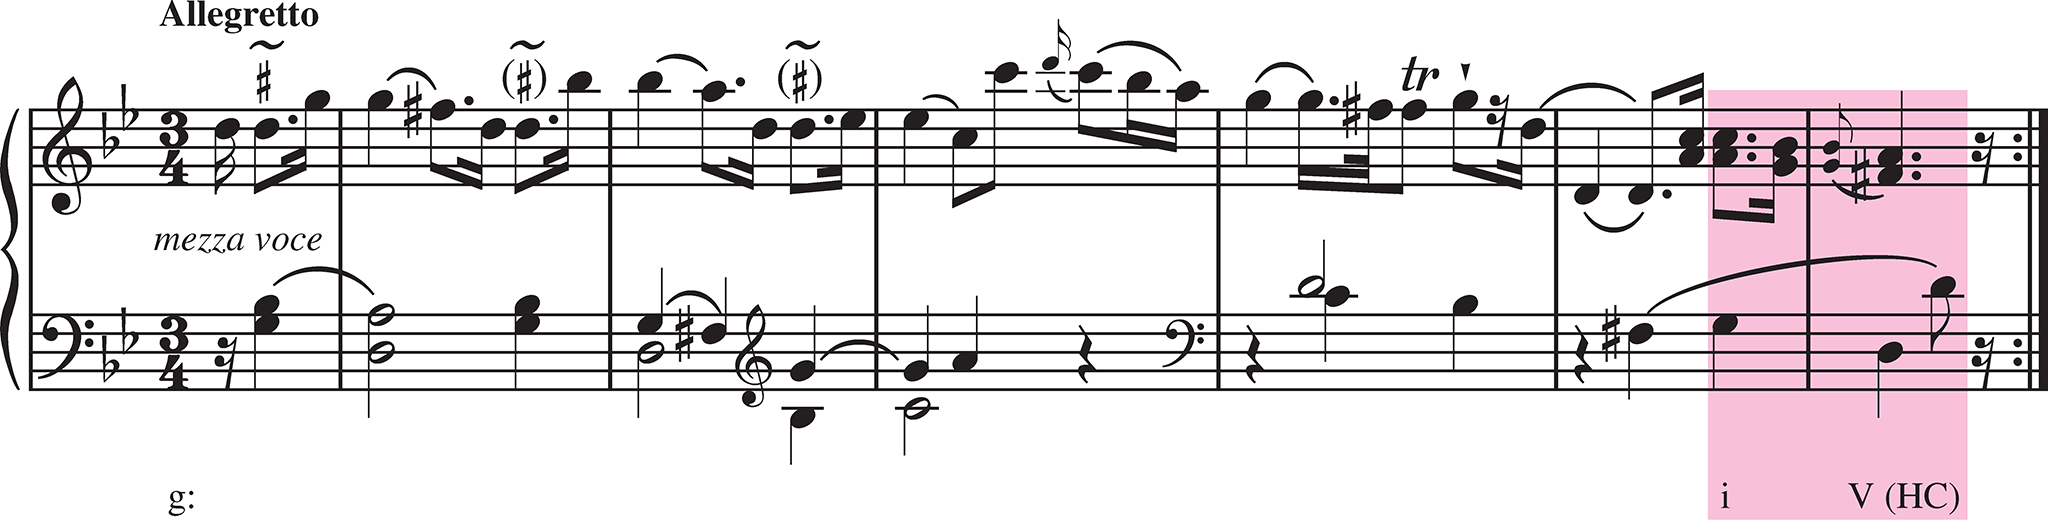 Allegretto
tr
mezza voce
g: i V (HC)